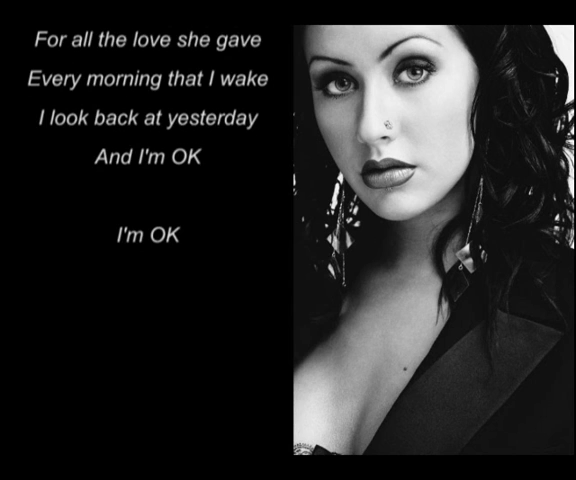 For all the love she gave
Every morning that I wake
I look back at yesterday
And I'm OK
I'm OK